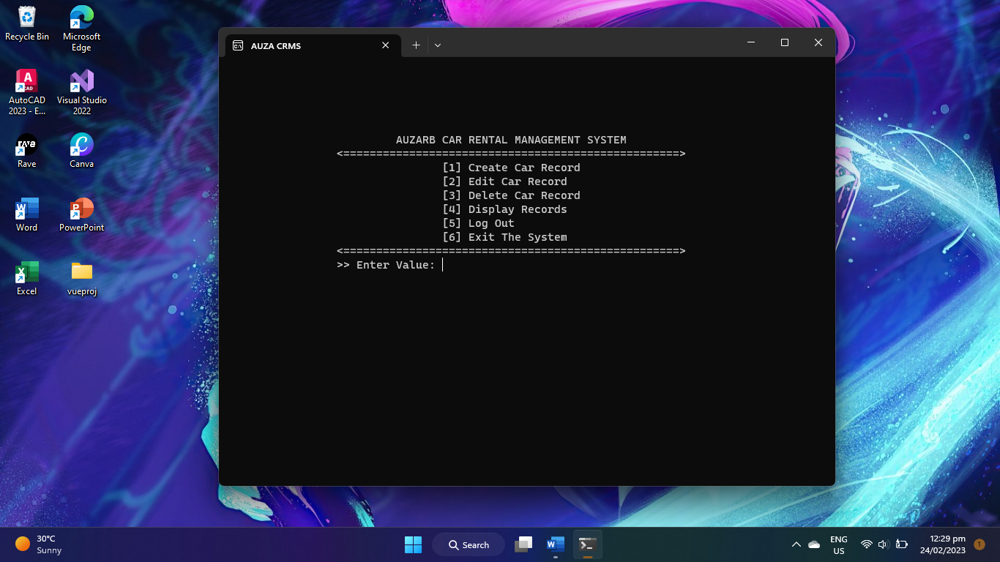 Recycle Bin
Microsoft
Edge
AutoCAD
2023 - E...
Visual Studio
2022
Rave
Canva
Word
PowerPoint
Excel
vueproj
AUZA CRMS
AUZARB CAR RENTAL MANAGEMENT SYSTEM
<===================================================>
[1] Create Car Record
[2] Edit Car Record
[3] Delete Car Record
[4] Display Records
[5] Log Out
[6] Exit The System
<===================================================>
>> Enter Value:
30°C
Sunny
Search
ENG
US
12:29 pm
24/02/2023
1